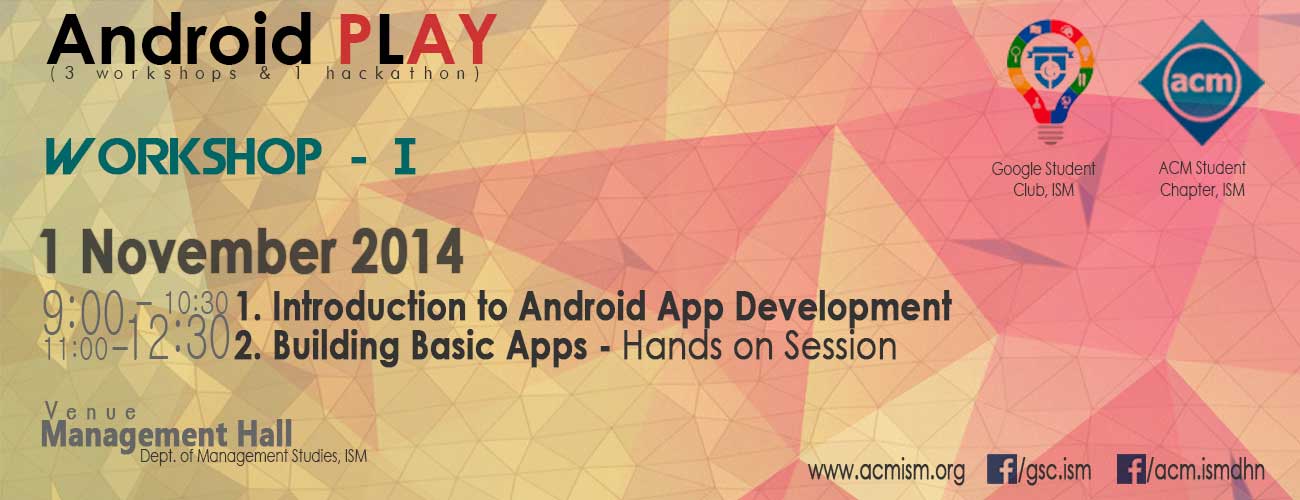 Android PLAY
(3 workshops & 1 hackathon)
WORKSHOP - I
1 November 2014
9:00 - 10:30 1. Introduction to Android App Development
11:00 - 12:30 2. Building Basic Apps - Hands on Session
Venue
Management Hall
Dept. of Management Studies, ISM
acm
Google Student
Club, ISM
ACM Student
Chapter, ISM
www.acmism.org f/gsc.ism f/acm.ismdhn